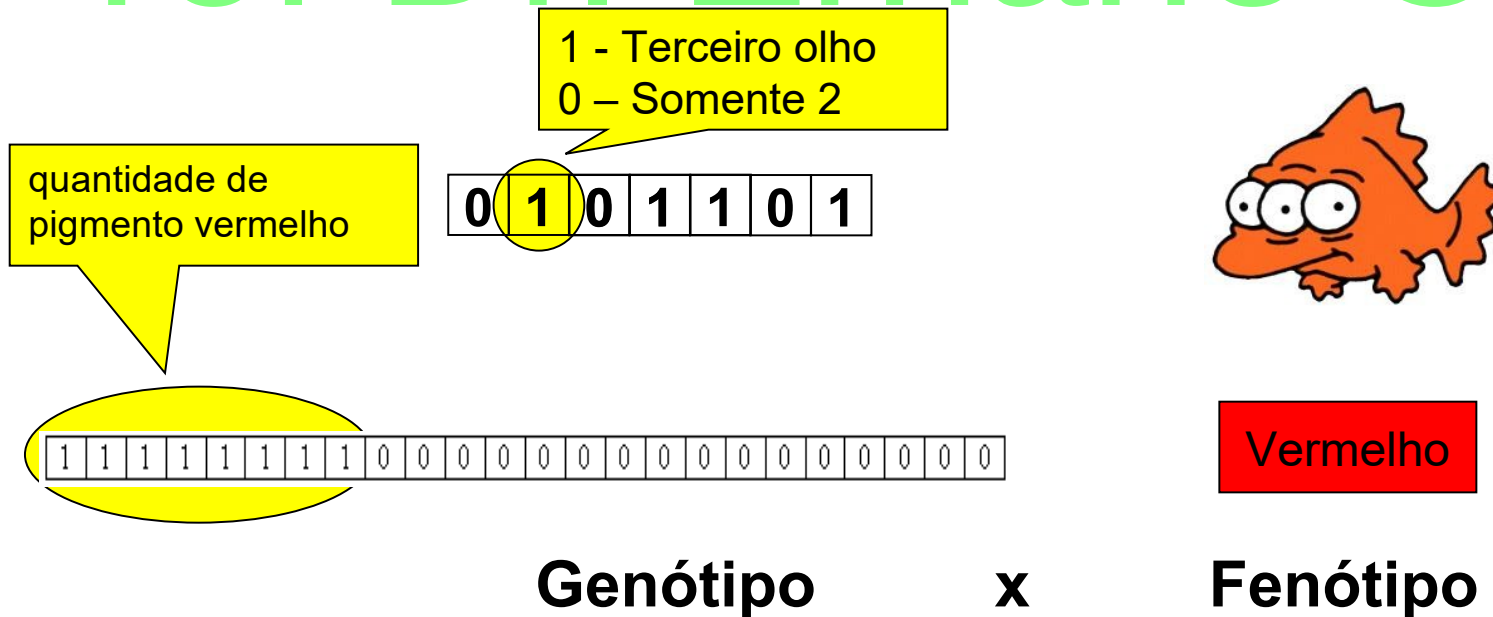 1 - Terceiro olho
0 – Somente 2
quantidade de
pigmento vermelho
0 1 0 1 1 0 1
1 1 1 1 1 1 1 1 0 0 0 0 0 0 0 0 0 0 0 0 0 0 0 0
Vermelho
Genótipo x Fenótipo